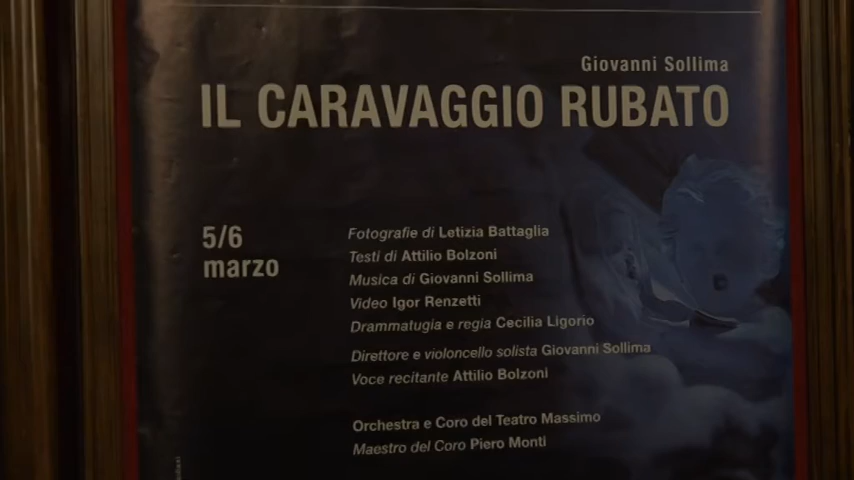 Giovanni Sollima
IL CARAVAGGIO RUBATO
5/6
marzo
Fotografie di Letizia Battaglia
Testi di Attilio Bolzoni
Musica di Giovanni Sollima
Video Igor Renzetti
Drammatugia e regia Cecilia Ligorio
Direttore e violoncello solista Giovanni Sollima
Voce recitante Attilio Bolzoni
Orchestra e Coro del Teatro Massimo
Maestro del Coro Piero Monti